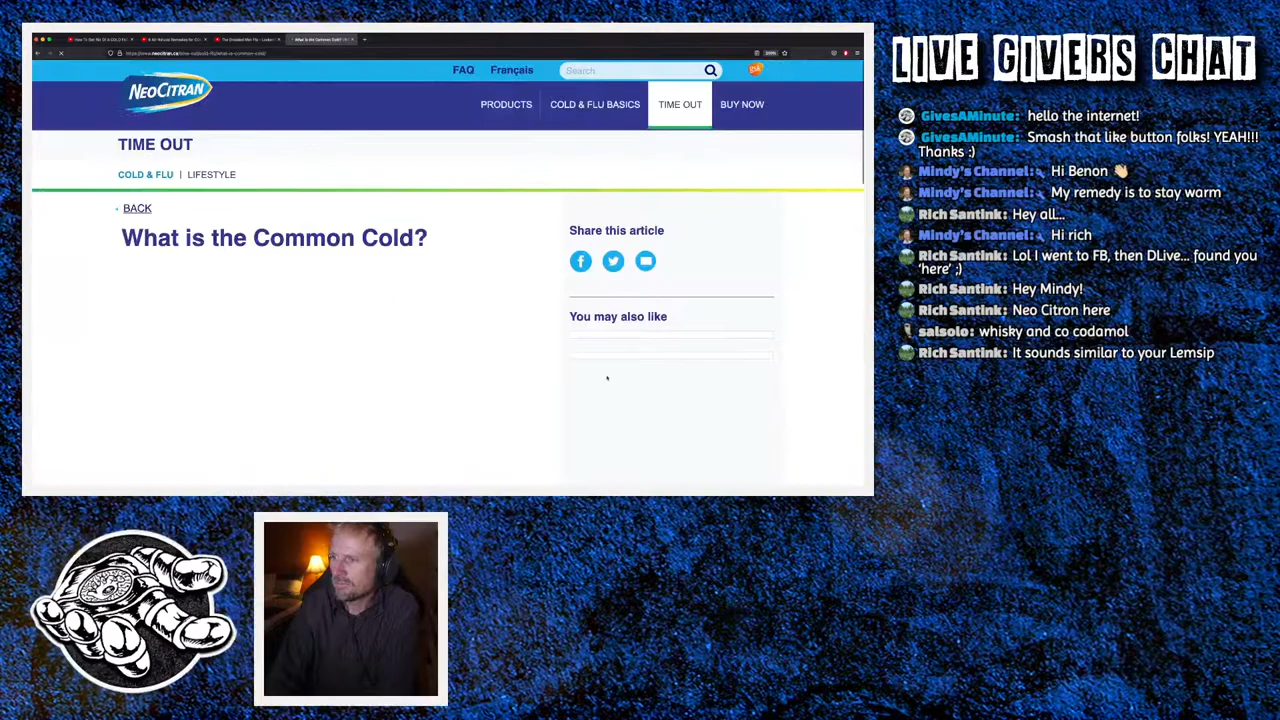 LIVE GIVERS CHAT
GivesAMinute: hello the internet!
GivesAMinute: Smash that like button folks! YEAH!!!
Thanks :)
Mindy's Channel: Hi Benon 👏🏻
Mindy's Channel: My remedy is to stay warm
Rich Santink: Hey all...
Mindy's Channel: Hi rich
Rich Santink: Lol I went to FB, then DLive... found you
'here' ;)
Rich Santink: Hey Mindy!
Rich Santink: Neo Citron here
salsolo: whisky and co codamol
Rich Santink: It sounds similar to your Lemsip
What is the Common Cold?
FAQ Français Search
NEOCITRAN
PRODUCTS COLD & FLU BASICS TIME OUT BUY NOW
TIME OUT
COLD & FLU | LIFESTYLE
BACK
What is the Common Cold?
Share this article
You may also like